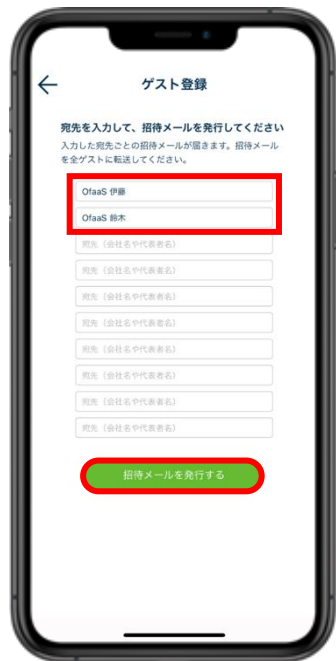 ゲスト登録
宛先を入力して、招待メールを発行してください
入力した宛先ごとの招待メールが届きます。招待メール
を全ゲストに転送してください。
OfaaS 伊藤
OfaaS 鈴木
宛先（会社名や代表者名）
宛先（会社名や代表者名）
宛先（会社名や代表者名）
宛先（会社名や代表者名）
宛先（会社名や代表者名）
宛先（会社名や代表者名）
宛先（会社名や代表者名）
宛先（会社名や代表者名）
招待メールを発行する